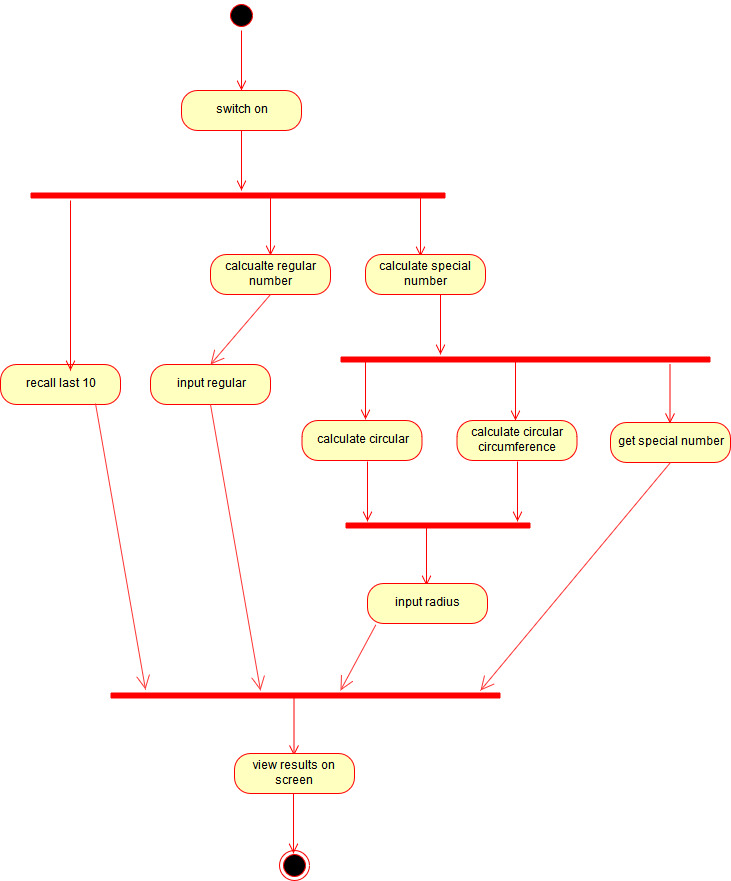 switch on
calcualte regular
number
calculate special
number
recall last 10
input regular
calculate circular
calculate circular
circumference
get special number
input radius
view results on
screen